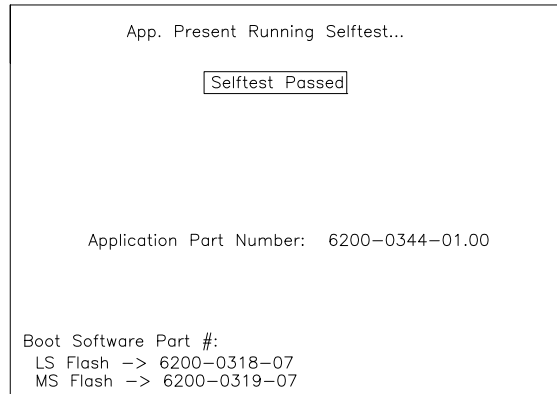 App. Present Running Selftest...
Selftest Passed
Application Part Number: 6200-0344-01.00
Boot Software Part #:
LS Flash -> 6200-0318-07
MS Flash -> 6200-0319-07